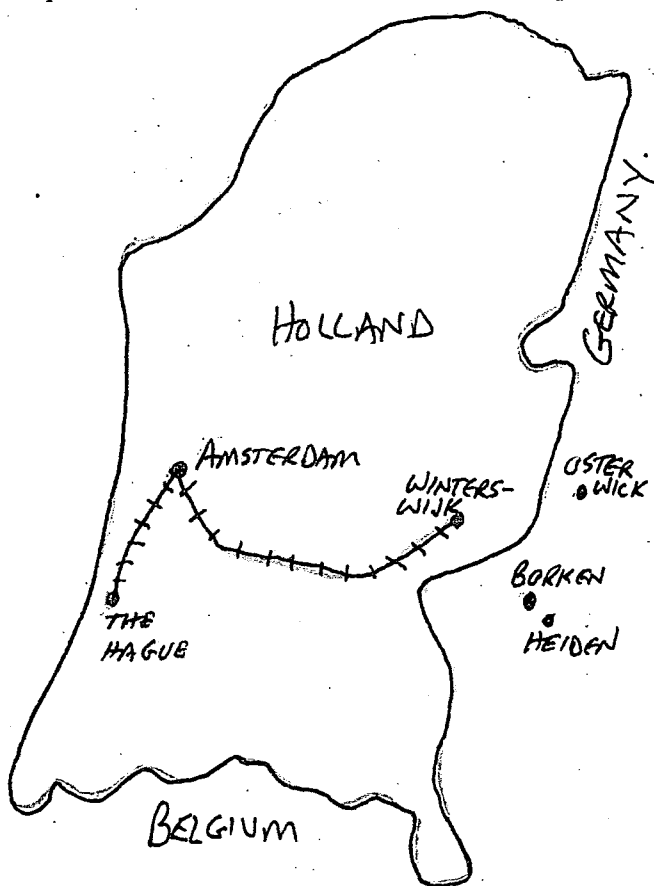 GERMANY.
HOLLAND
AMSTERDAM
WINTERS-
WIJK
OSTER
WICK
BORKEN
HEIDEN
THE
HAGUE
BELGIUM